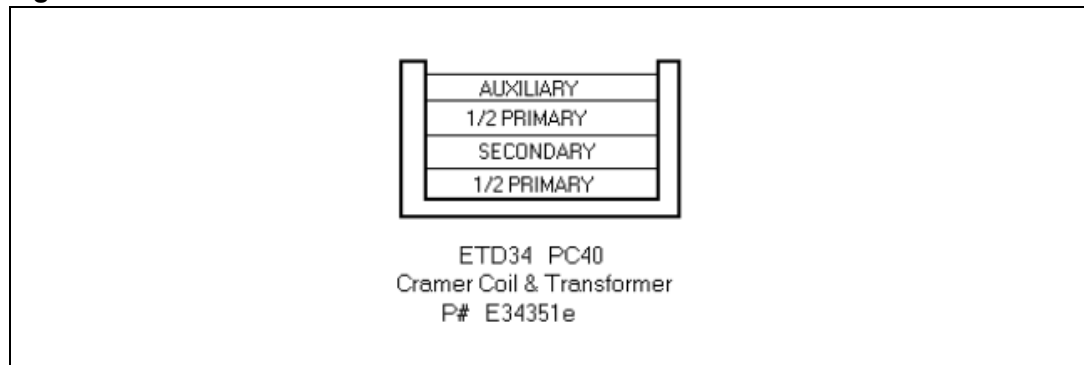 AUXILIARY
1/2 PRIMARY
SECONDARY
1/2 PRIMARY
ETD34 PC40
Cramer Coil & Transformer
P# E34351e